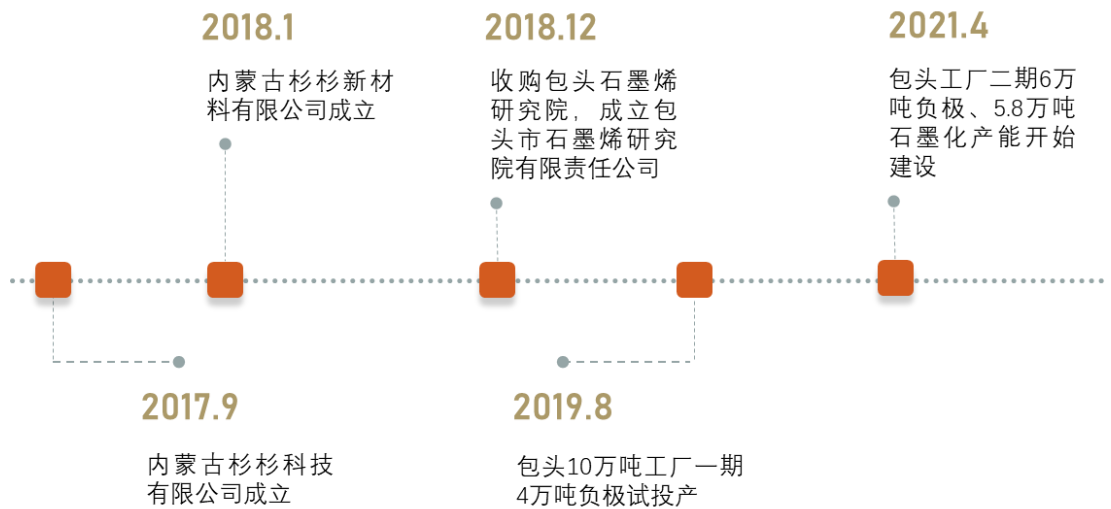 2018.1
内蒙古杉杉新材
料有限公司成立
2018.12
收购包头石墨烯
研究院，成立包
头市石墨烯研究
院有限责任公司
2021.4
包头工厂二期6万
吨负极、5.8万吨
石墨化产能开始
建设
2017.9
内蒙古杉杉科技
有限公司成立
2019.8
包头10万吨工厂一期
4万吨负极试投产